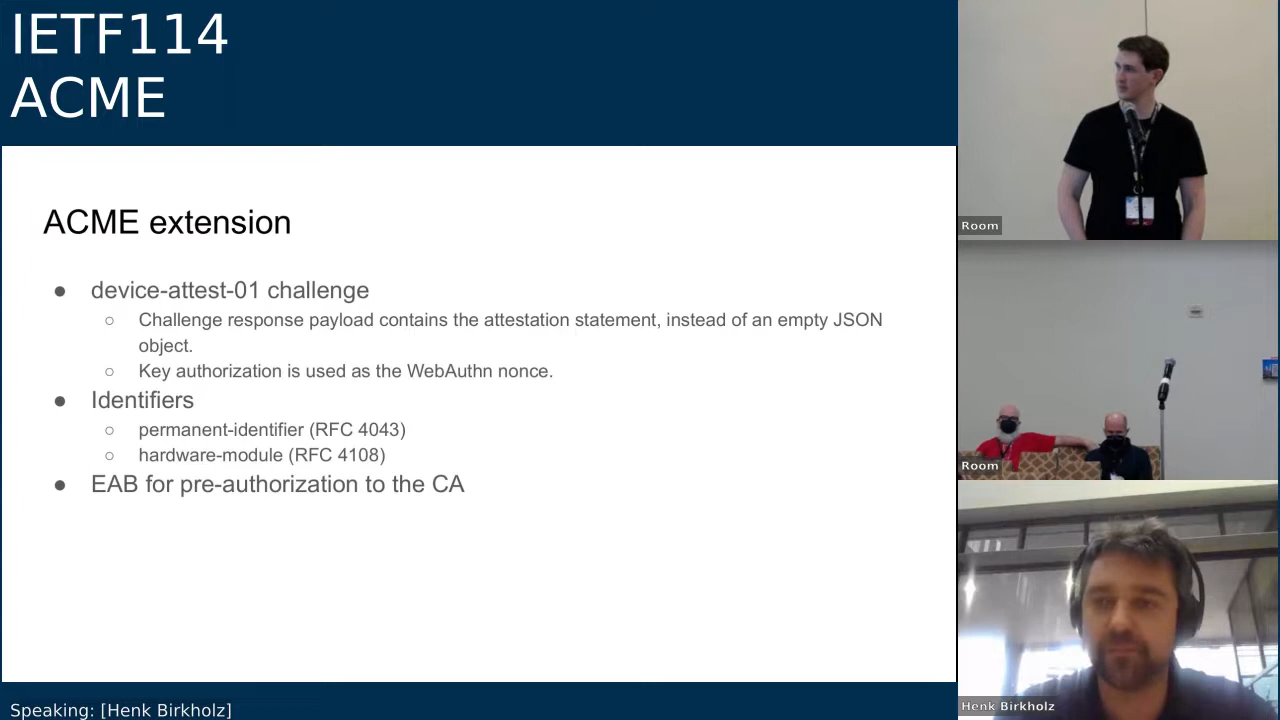 IETF114
ACME
ACME extension
● device-attest-01 challenge
○ Challenge response payload contains the attestation statement, instead of an empty JSON
object.
○ Key authorization is used as the WebAuthn nonce.
● Identifiers
○ permanent-identifier (RFC 4043)
○ hardware-module (RFC 4108)
● EAB for pre-authorization to the CA
Speaking: [Henk Birkholz]
Room
Room
Henk Birkholz